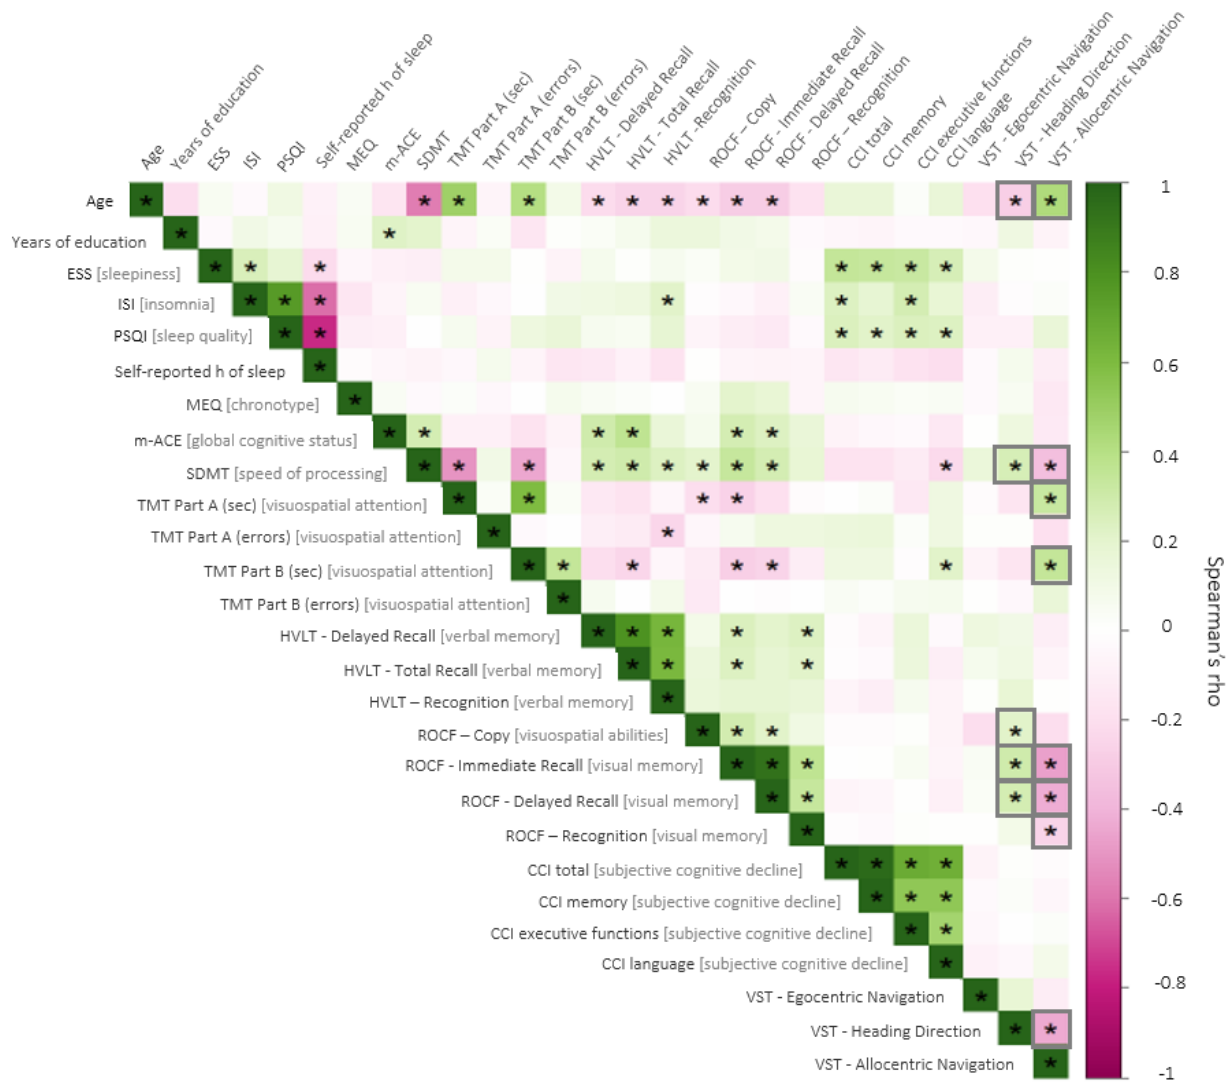 Age
Years of education
ESS
ISI
PSQI
Self-reported h of sleep
MEQ
m-ACE
SDMT
TMT Part A (sec)
TMT Part A (errors)
TMT Part B (sec)
TMT Part B (errors)
HVLT - Delayed Recall
HVLT - Total Recall
HVLT -Recognition
ROCF – Copy
ROCF - Immediate Recall
ROCF - Delayed Recall
ROCF – Recognition
CCI total
CCI memory
CCI executive functions
CCI language
VST - Egocentric Navigation
VST - Heading Direction
VST - Allocentric Navigation
Age
Years of education
ESS [sleepiness]
ISI [insomnia]
PSQI [sleep quality]
Self-reported h of sleep
MEQ [chronotype]
m-ACE [global cognitive status]
SDMT [speed of processing]
TMT Part A (sec) [visuospatial attention]
TMT Part A (errors) [visuospatial attention]
TMT Part B (sec) [visuospatial attention]
TMT Part B (errors) [visuospatial attention]
HVLT - Delayed Recall [verbal memory]
HVLT - Total Recall [verbal memory]
HVLT – Recognition [verbal memory]
ROCF – Copy [visuospatial abilities]
ROCF - Immediate Recall [visual memory]
ROCF - Delayed Recall [visual memory]
ROCF – Recognition [visual memory]
CCI total [subjective cognitive decline]
CCI memory [subjective cognitive decline]
CCI executive functions [subjective cognitive decline]
CCI language [subjective cognitive decline]
VST - Egocentric Navigation
VST - Heading Direction
VST - Allocentric Navigation
1
0.8
0.6
0.4
0.2
0
-0.2
-0.4
-0.6
-0.8
-1
Spearman's rho